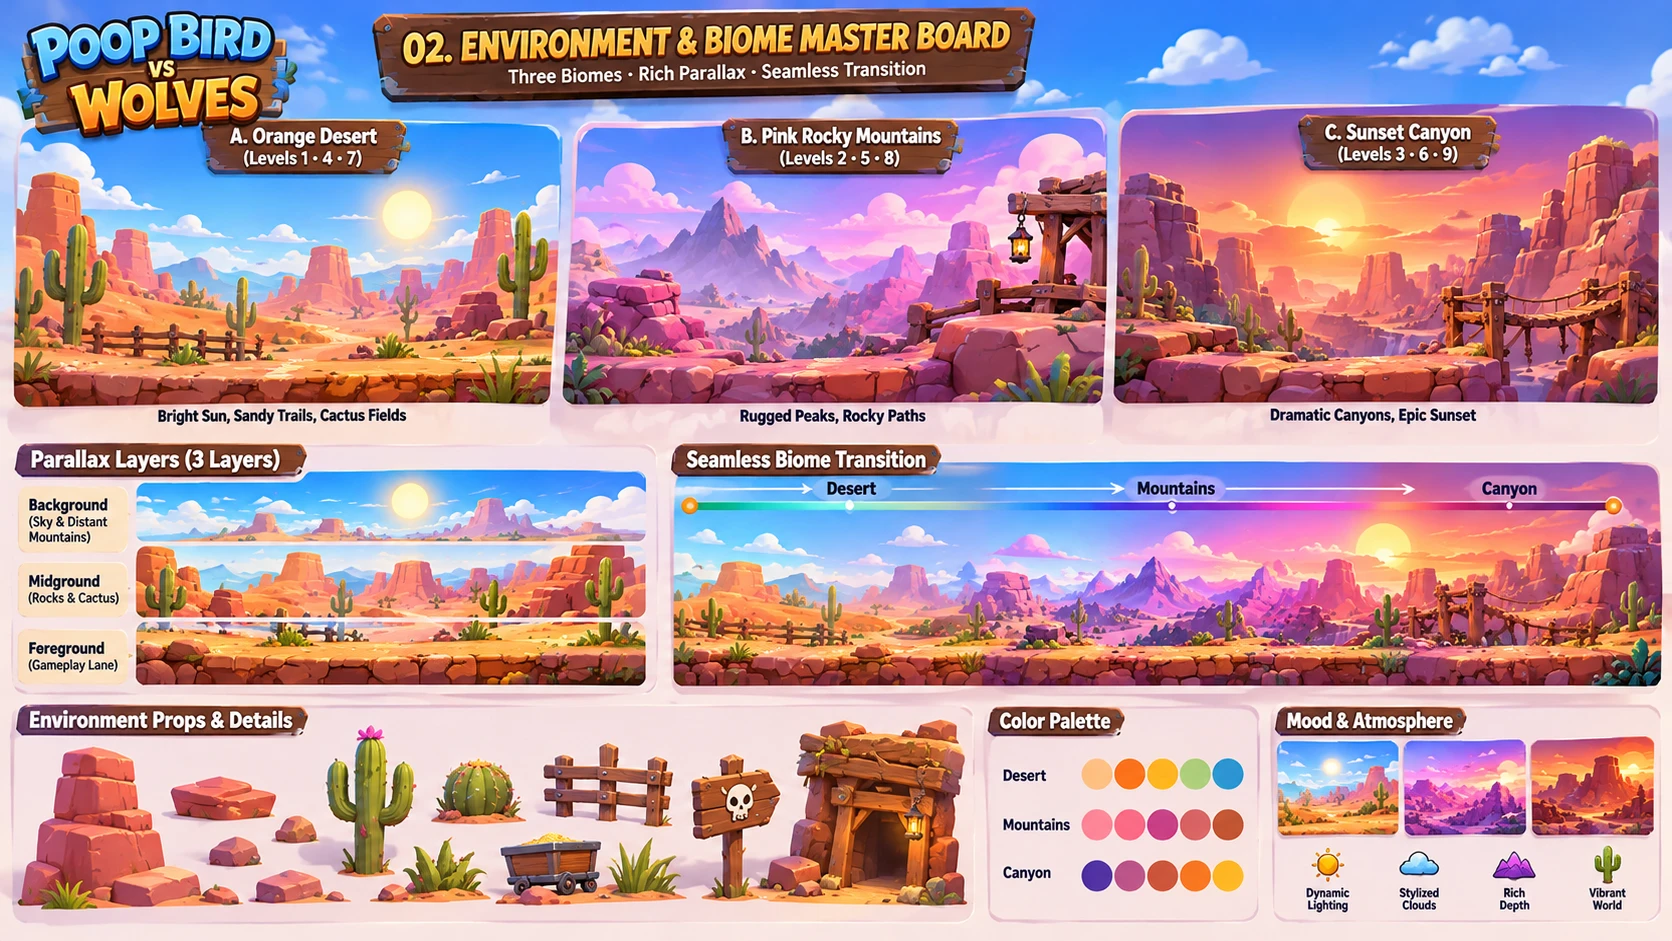 POOP BIRD
VS
WOLVES
02. ENVIRONMENT & BIOME MASTER BOARD
Three Biomes • Rich Parallax • Seamless Transition
A. Orange Desert
(Levels 1 • 4 • 7)
B. Pink Rocky Mountains
(Levels 2 • 5 • 8)
C. Sunset Canyon
(Levels 3 • 6 • 9)
Bright Sun, Sandy Trails, Cactus Fields
Rugged Peaks, Rocky Paths
Dramatic Canyons, Epic Sunset
Parallax Layers (3 Layers)
Background
(Sky & Distant
Mountains)
Midground
(Rocks & Cactus)
Fereground
(Gameplay Lane)
Seamless Biome Transition
Desert
Mountains
Canyon
Environment Props & Details
Color Palette
Desert
Mountains
Canyon
Mood & Atmosphere
Dynamic
Lighting
Stylized
Clouds
Rich
Depth
Vibrant
World